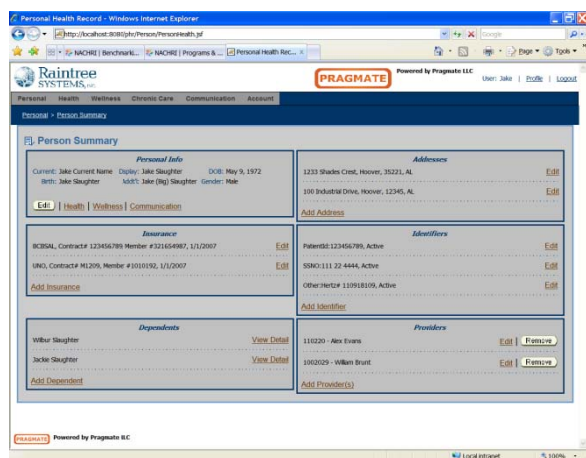 Personal Health Record - Windows Internet Explorer
http://localhost:8080/phr/Person/PersonHealth.jsf
Google
NACHRI | Benchmarki... NACHRI | Programs & ... Personal Health Rec... Page Tools
Raintree
SYSTEMS, INC.
PRAGMATE
Powered by Pragmate LLC
User: Jake | Profile | Logout
Personal Health Wellness Chronic Care Communication Account
Personal > Person Summary
Person Summary
Personal Info
Current: Jake Current Name Display: Jake Slaughter DOB: May 9, 1972
Birth: Jake Slaughter Addt'l: Jake (Big) Slaughter Gender: Male
Edit | Health | Wellness | Communication
Addresses
1233 Shades Crest, Hoover, 35221, AL Edit
100 Industrial Drive, Hoover, 12345, AL Edit
Add Address
Insurance
BCBSAL, Contract# 123456789 Member #321654987, 1/1/2007 Edit
UNO, Contract# M1209, Member #1010192, 1/1/2007 Edit
Add Insurance
Identifiers
PatientId:123456789, Active Edit
SSNO:111 22 4444, Active Edit
Other:Hertz# 110918109, Active Edit
Add Identifier
Dependents
Wilbur Slaughter View Detail
Jackie Slaughter View Detail
Add Dependent
Providers
110220 - Alex Evans Edit | Remove
1002029 - William Brunt Edit | Remove
Add Provider(s)
PRAGMATE Powered by Pragmate LLC
Local intranet 100%